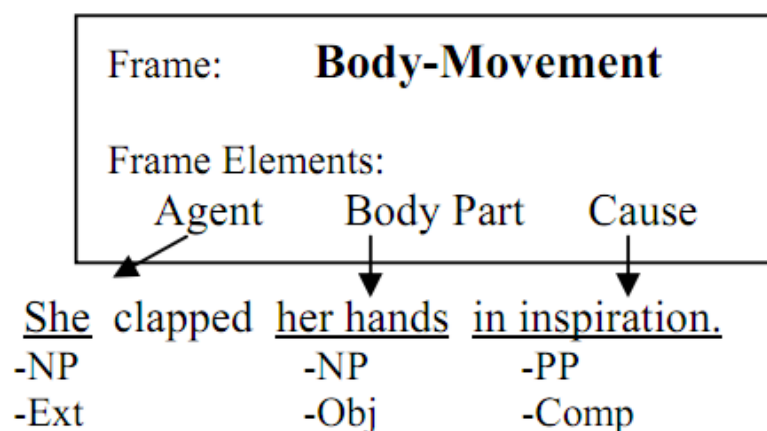 Frame: Body-Movement
Frame Elements:
Agent Body Part Cause
She clapped her hands in inspiration.
-NP -NP -PP
-Ext -Obj -Comp